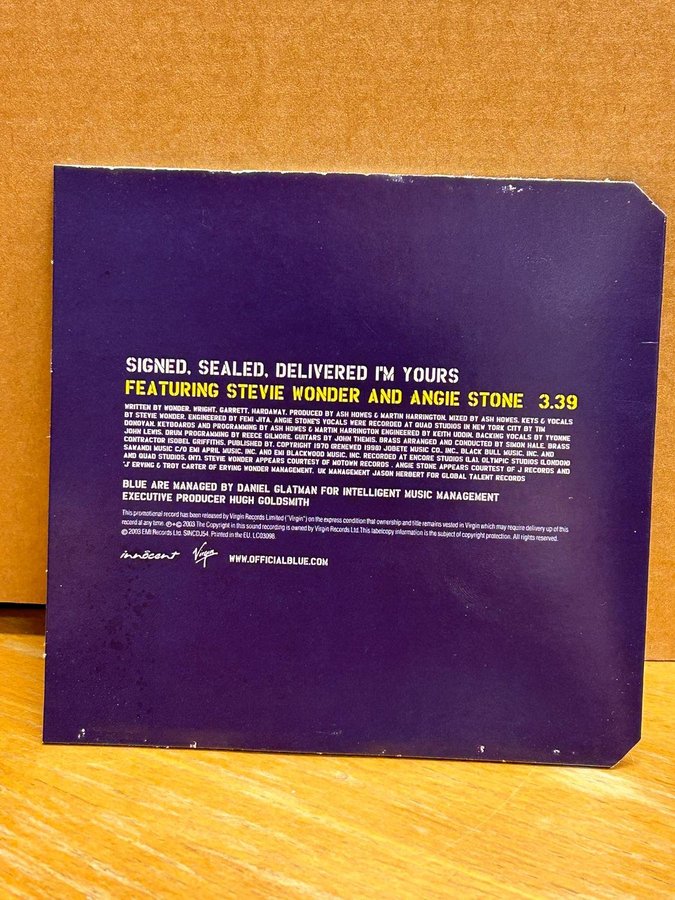 SIGNED, SEALED, DELIVERED I'M YOURS
FEATURING STEVIE WONDER AND ANGIE STONE 3.39
WRITTEN BY WONDER, WRIGHT, GARRETT, HARDAWAY. PRODUCED BY ASH HOWES & MARTIN HARRINGTON. MIXED BY ASH HOWES. KEYS & VOCALS
BY STEVIE WONDER. ENGINEERED BY FEMI JIYA. ANGIE STONE'S VOCALS WERE RECORDED AT QUAD STUDIOS IN NEW YORK CITY BY TIM
DONOVAN. KEYBOARDS AND PROGRAMMING BY ASH HOWES & MARTIN HARRINGTON ENGINEERED BY KEITH UDDIN. BACKING VOCALS BY YVONNE
JOHN LEWIS. DRUM PROGRAMMING BY REECE GILMORE. GUITARS BY JOHN THEMIS. BRASS ARRANGED AND CONDUCTED BY SIMON HALE. BRASS
CONTRACTOR ISOBEL GRIFFITHS. PUBLISHED BY. COPYRIGHT 1970 (RENEWED 1998) JOBETE MUSIC CO., INC., BLACK BULL MUSIC, INC. AND
SAWANDI MUSIC C/O EMI APRIL MUSIC, INC. AND EMI BLACKWOOD MUSIC, INC. RECORDED AT ENCORE STUDIOS (LA), OLYMPIC STUDIOS (LONDON)
AND QUAD STUDIOS, (NY). STEVIE WONDER APPEARS COURTESY OF MOTOWN RECORDS . ANGIE STONE APPEARS COURTESY OF J RECORDS AND
'J' ERVING & TROY CARTER OF ERVING WONDER MANAGEMENT. UK MANAGEMENT JASON HERBERT FOR GLOBAL TALENT RECORDS
BLUE ARE MANAGED BY DANIEL GLATMAN FOR INTELLIGENT MUSIC MANAGEMENT
EXECUTIVE PRODUCER HUGH GOLDSMITH
This promotional record has been released by Virgin Records Limited ("Virgin") on the express condition that ownership and title remains vested in Virgin which may require delivery up of this
record at any time. ℗+© 2003 The Copyright in this sound recording is owned by Virgin Records Ltd. This labelcopy information is the subject of copyright protection. All rights reserved.
© 2003 EMI Records Ltd. SINCDJ54. Printed in the EU. LC03098.
innocent Virgin WWW.OFFICIALBLUE.COM